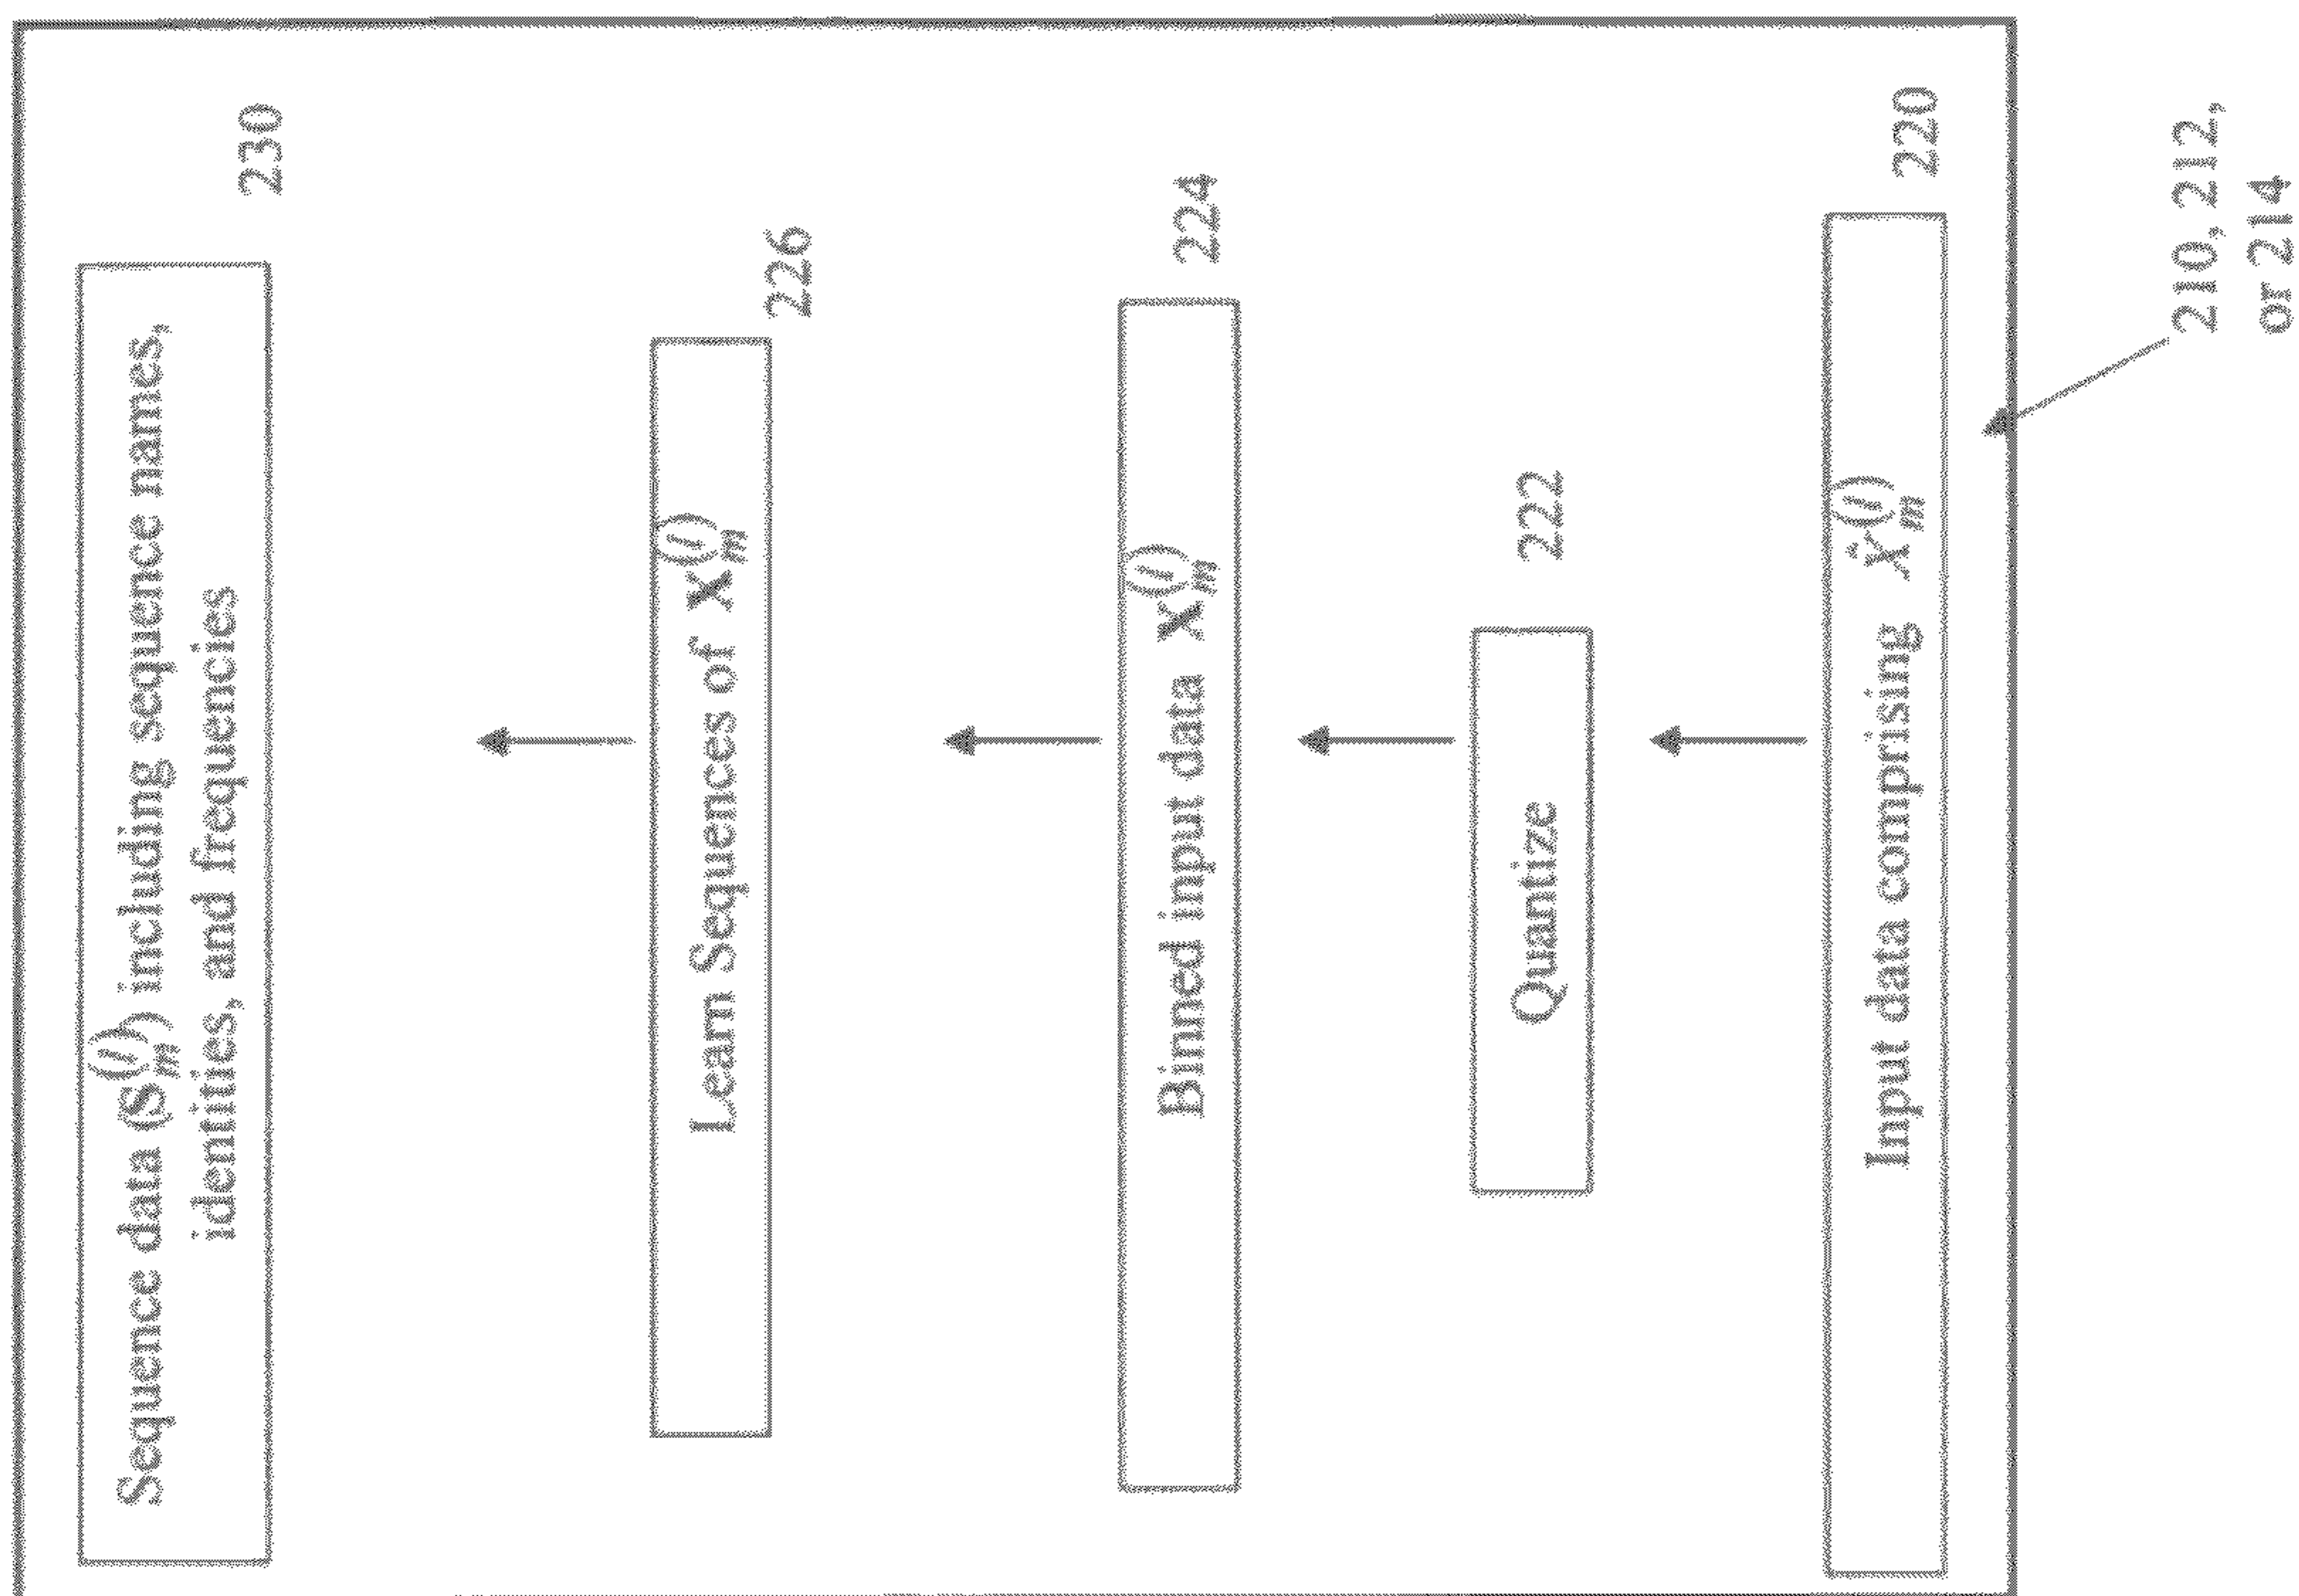 Sequence data (S_m^(i)) including sequence names,
identities, and frequencies
230
Learn Sequences of X_m^(i)
226
Binned input data X_m^(i)
224
Quantize
222
Input data comprising Ẋ_m^(i)
220
210, 212,
or 214